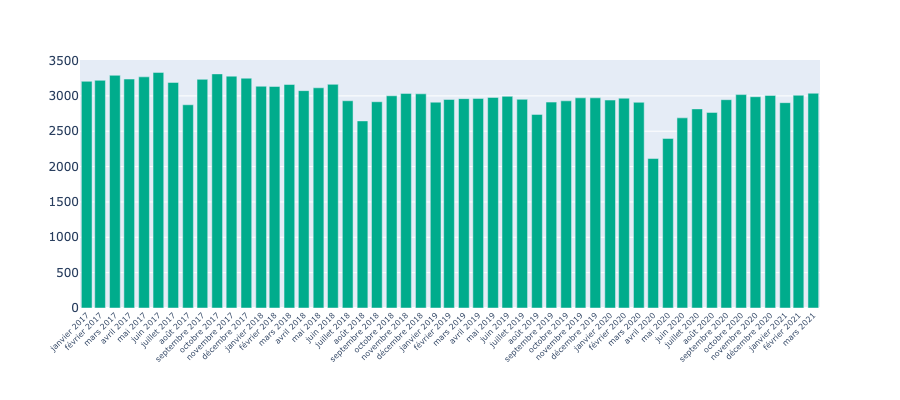 3500
3000
2500
2000
1500
1000
500
0
janvier 2017
février 2017
mars 2017
avril 2017
mai 2017
juin 2017
juillet 2017
août 2017
septembre 2017
octobre 2017
novembre 2017
décembre 2017
janvier 2018
février 2018
mars 2018
avril 2018
mai 2018
juin 2018
juillet 2018
août 2018
septembre 2018
octobre 2018
novembre 2018
décembre 2018
janvier 2019
février 2019
mars 2019
avril 2019
mai 2019
juin 2019
juillet 2019
août 2019
septembre 2019
octobre 2019
novembre 2019
décembre 2019
janvier 2020
février 2020
mars 2020
avril 2020
mai 2020
juin 2020
juillet 2020
août 2020
septembre 2020
octobre 2020
novembre 2020
décembre 2020
janvier 2021
février 2021
mars 2021